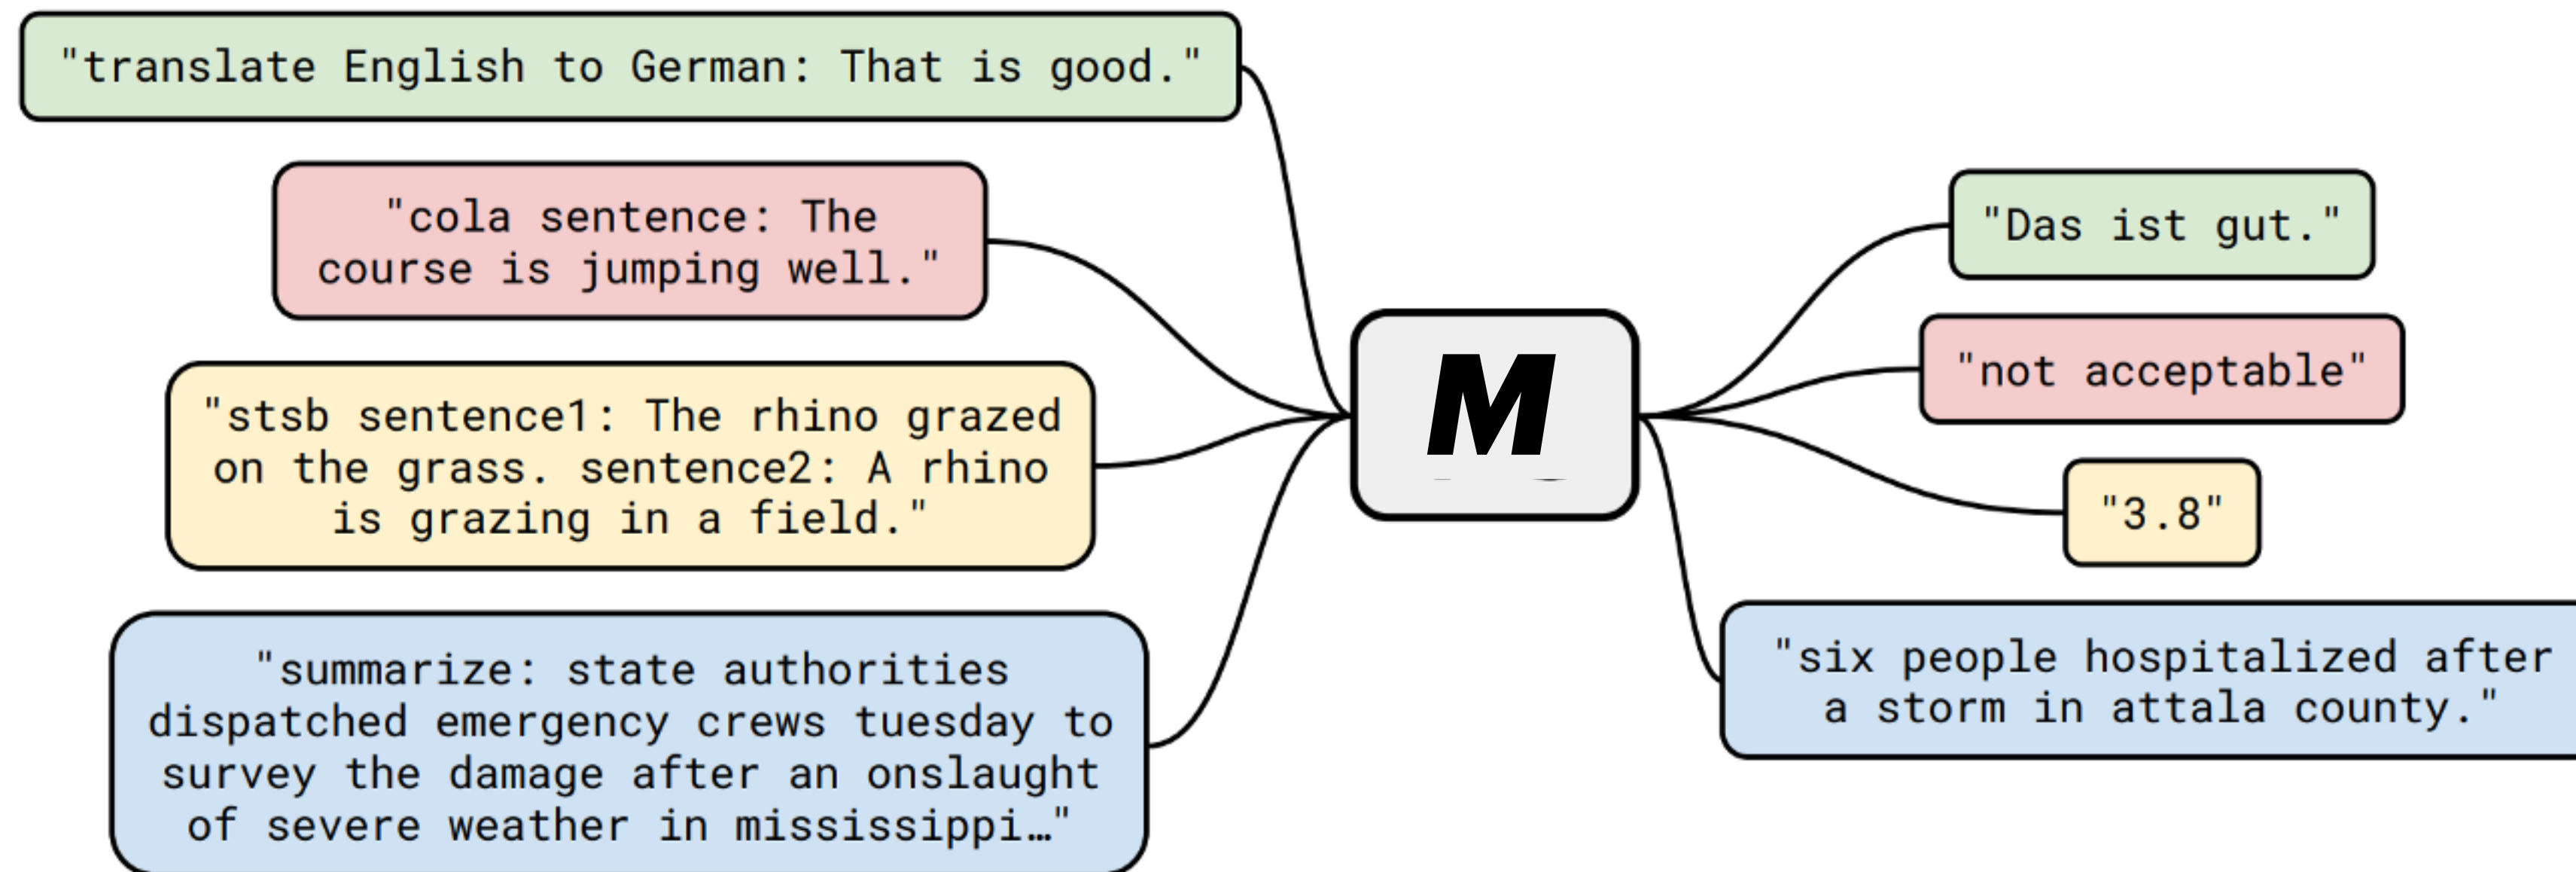 "translate English to German: That is good."
"cola sentence: The
course is jumping well."
"stsb sentence1: The rhino grazed
on the grass. sentence2: A rhino
is grazing in a field."
"summarize: state authorities
dispatched emergency crews tuesday to
survey the damage after an onslaught
of severe weather in mississippi…"
M
"Das ist gut."
"not acceptable"
"3.8"
"six people hospitalized after
a storm in attala county."